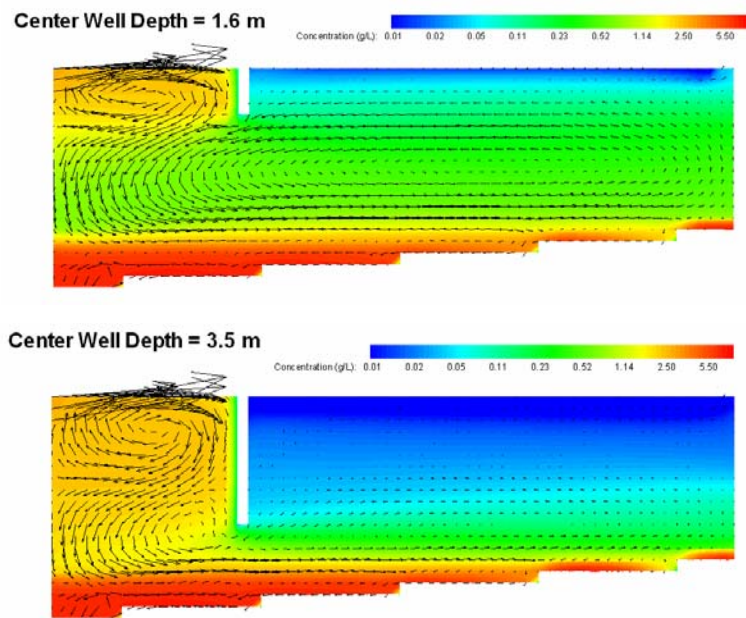 Center Well Depth = 1.6 m
Concentration (g/L): 0.01 0.02 0.05 0.11 0.23 0.52 1.14 2.50 5.50
Center Well Depth = 3.5 m
Concentration (g/L): 0.01 0.02 0.05 0.11 0.23 0.52 1.14 2.50 5.50